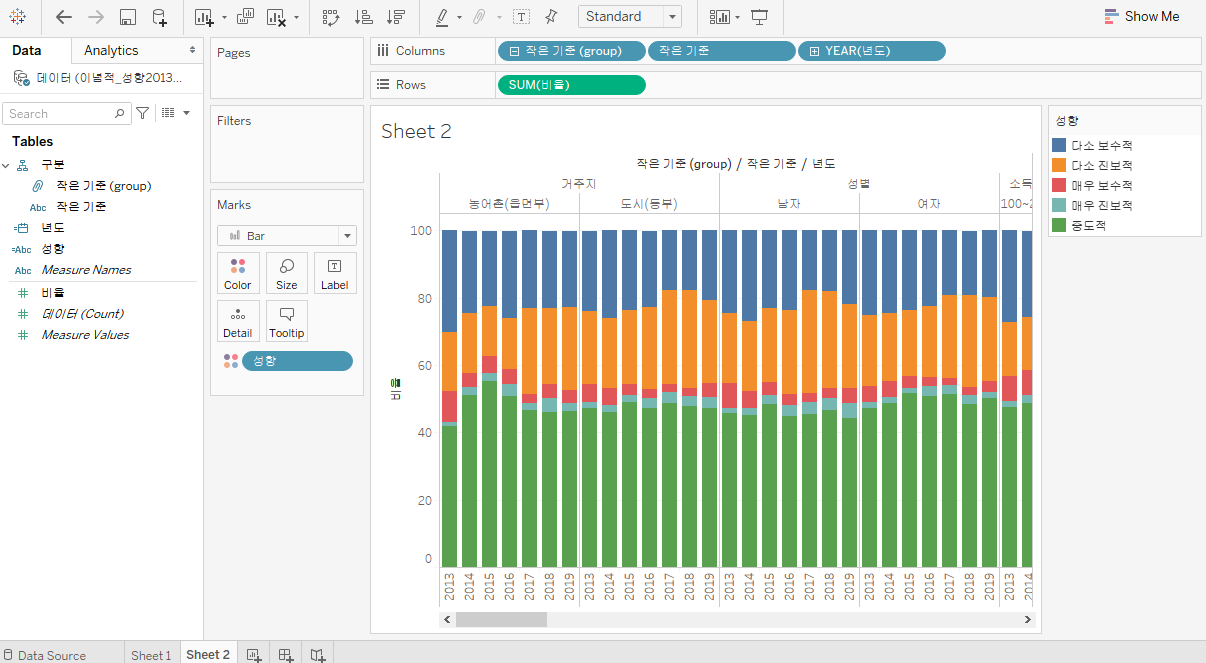 Standard
Show Me
Data
Analytics
데이터 (이념적_성향2013...
Search
Tables
구분
작은 기준 (group)
Abc 작은 기준
년도
=Abc 성향
Abc Measure Names
비율
데이터 (Count)
Measure Values
Pages
Filters
Marks
Bar
Color
Size
Label
Detail
Tooltip
성향
Columns
작은 기준 (group)
작은 기준
YEAR(년도)
Rows
SUM(비율)
Sheet 2
작은 기준 (group) / 작은 기준 / 년도
거주지
성별
소득
농어촌(읍면부)
도시(동부)
남자
여자
100~2
비율
100
80
60
40
20
0
2013 2014 2015 2016 2017 2018 2019 2013 2014 2015 2016 2017 2018 2019 2013 2014 2015 2016 2017 2018 2019 2013 2014 2015 2016 2017 2018 2019 2013 2014
성향
다소 보수적
다소 진보적
매우 보수적
매우 진보적
중도적
Data Source
Sheet 1
Sheet 2